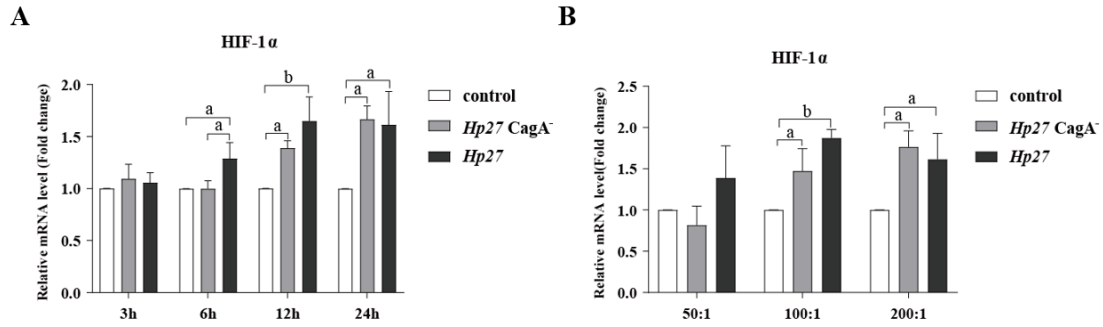 A
HIF-1α
Relative mRNA level (Fold change)
2.0
1.5
1.0
0.5
0.0
a
a
a
b
a
a
3h
6h
12h
24h
control
Hp27 CagA⁻
Hp27
B
HIF-1α
Relative mRNA level(Fold change)
2.5
2.0
1.5
1.0
0.5
0.0
b
a
a
a
50:1
100:1
200:1
control
Hp27 CagA⁻
Hp27